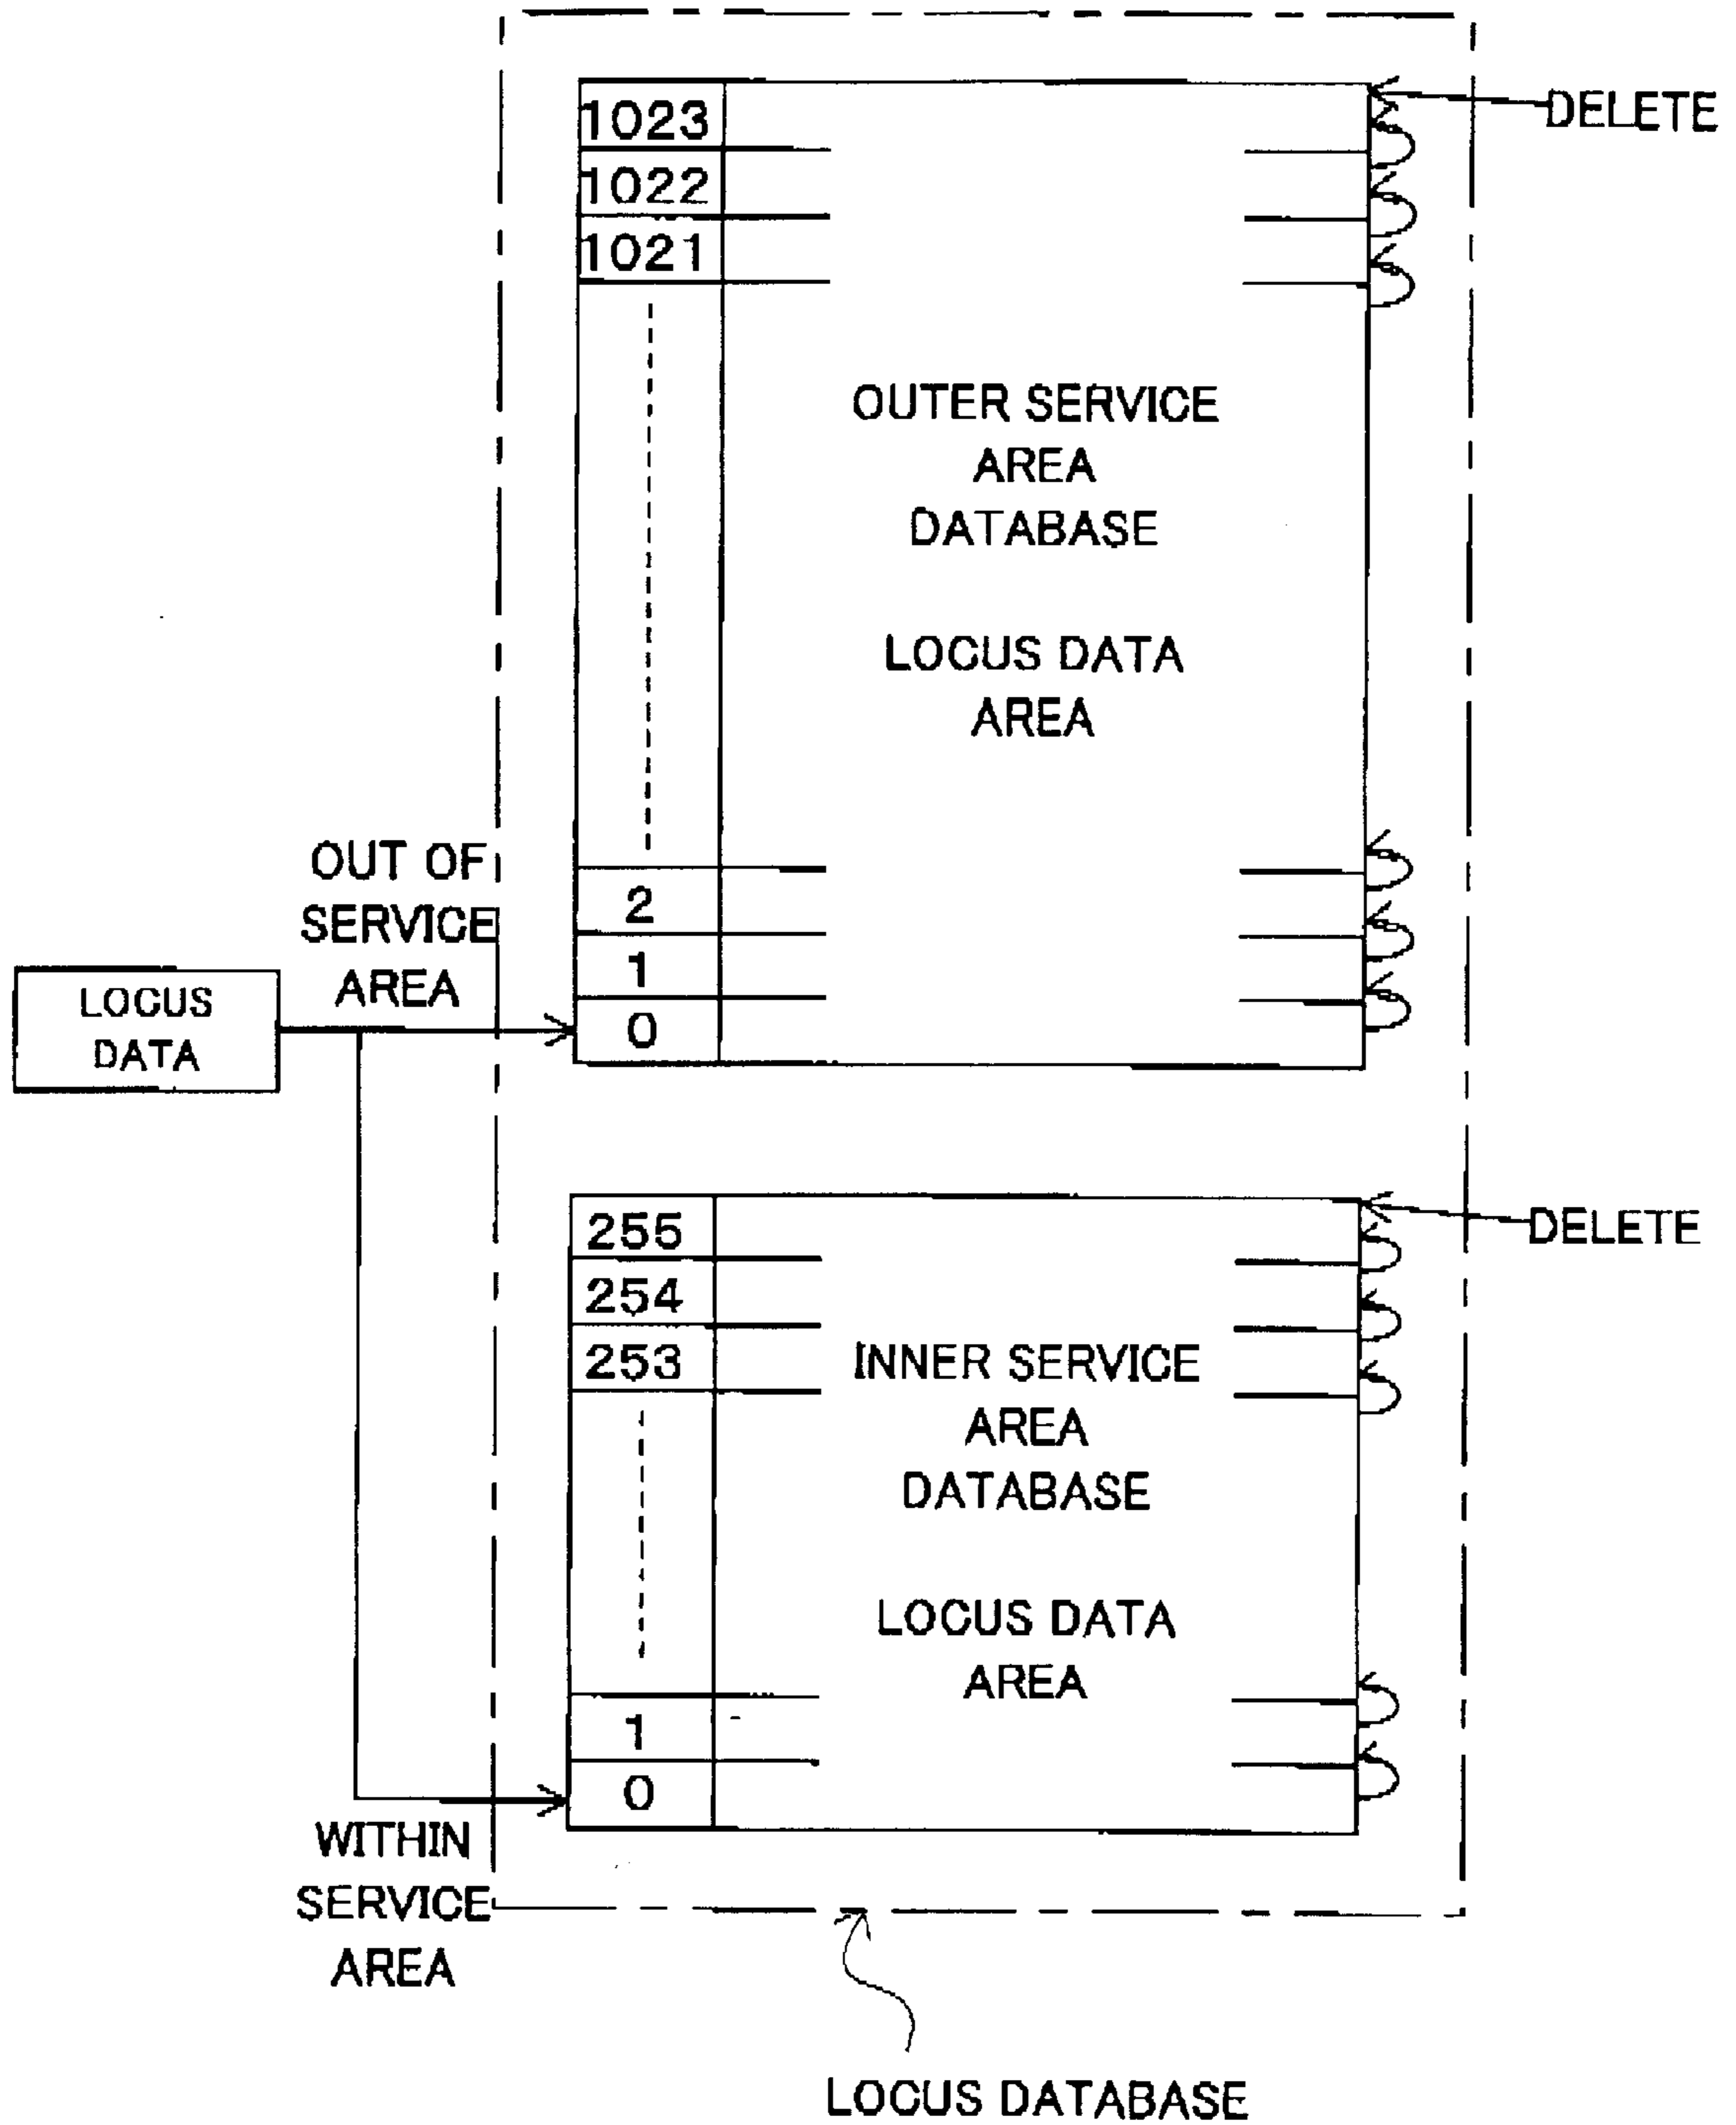 1023
DELETE
1022
1021
OUTER SERVICE
AREA
DATABASE
LOCUS DATA
AREA
OUT OF
SERVICE
AREA
2
1
0
LOCUS
DATA
255
DELETE
254
253
INNER SERVICE
AREA
DATABASE
LOCUS DATA
AREA
1
0
WITHIN
SERVICE
AREA
LOCUS DATABASE